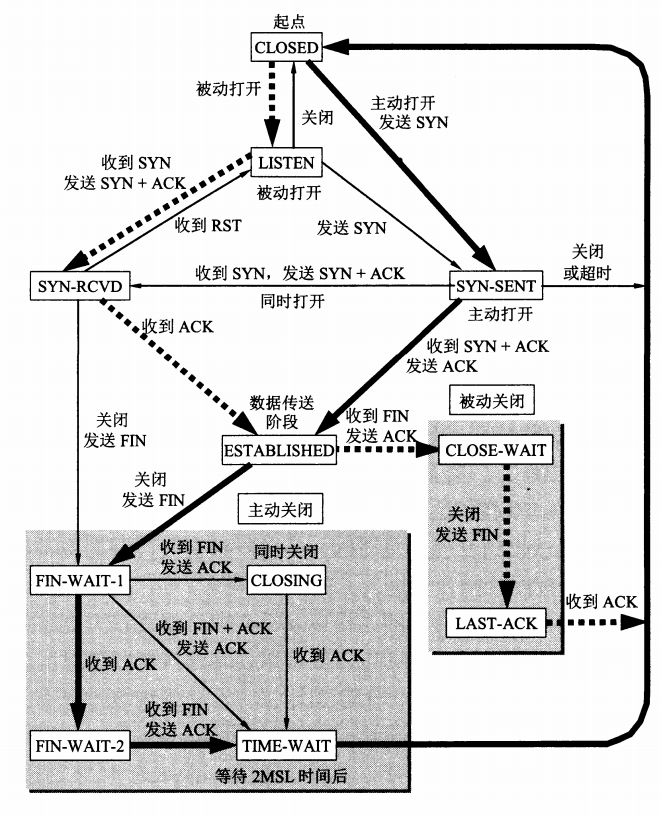 起点
CLOSED
被动打开
关闭
主动打开
发送 SYN
收到 SYN
发送 SYN + ACK
LISTEN
被动打开
收到 RST
发送 SYN
关闭
或超时
SYN-RCVD
收到 SYN，发送 SYN + ACK
同时打开
SYN-SENT
主动打开
收到 ACK
收到 SYN + ACK
发送 ACK
数据传送
阶段
被动关闭
收到 FIN
发送 ACK
关闭
发送 FIN
ESTABLISHED
CLOSE-WAIT
关闭
发送 FIN
主动关闭
关闭
发送 FIN
收到 FIN
发送 ACK
同时关闭
FIN-WAIT-1
CLOSING
LAST-ACK
收到 ACK
收到 FIN + ACK
发送 ACK
收到 ACK
收到 ACK
收到 FIN
发送 ACK
FIN-WAIT-2
TIME-WAIT
等待 2MSL 时间后